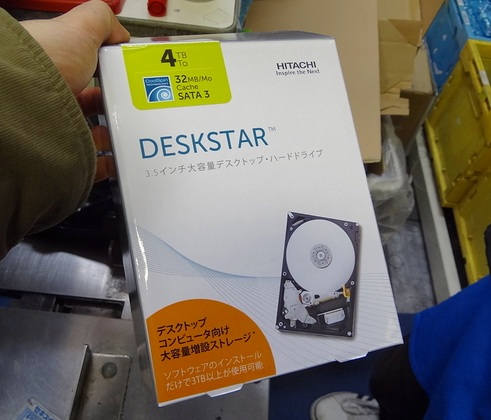 4 TB
To
CoolSpin
32MB/Mo
Cache
SATA 3
HITACHI
Inspire the Next
DESKSTAR™
3.5インチ大容量デスクトップ・ハードドライブ
デスクトップ
コンピュータ向け
大容量増設ストレージ*
ソフトウェアのインストール
だけで3TB以上が使用可能